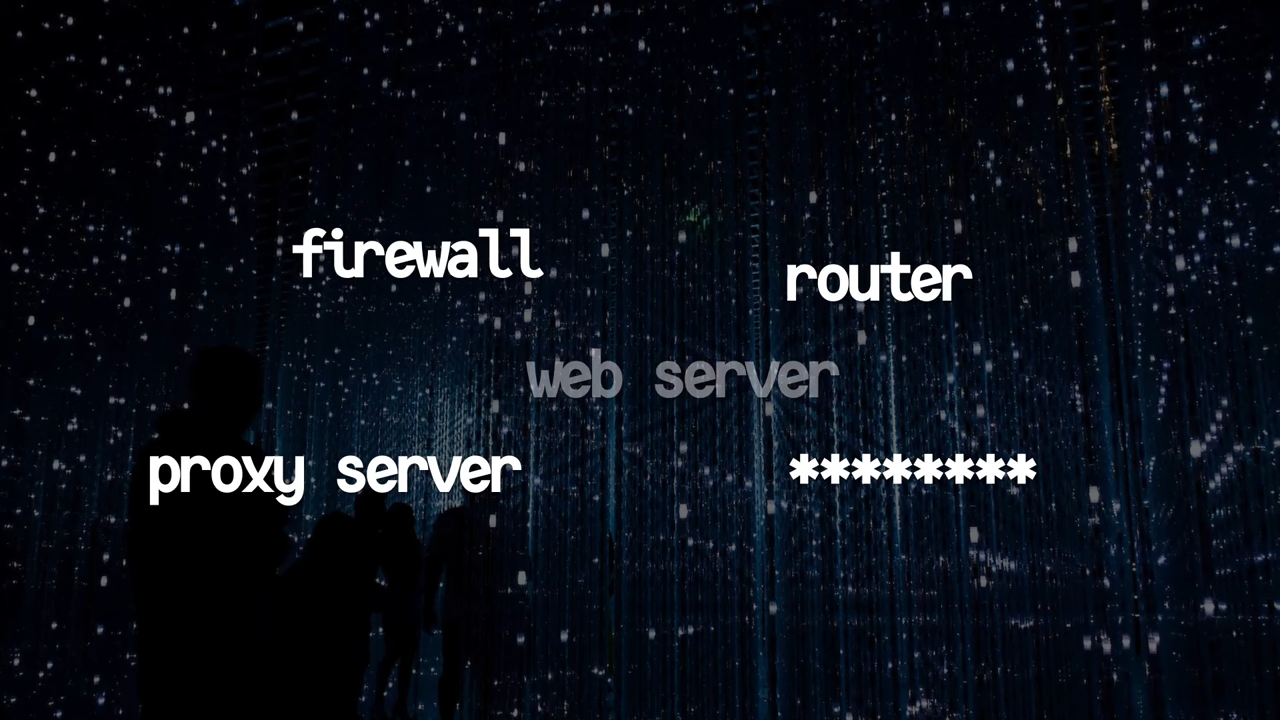 firewall
router
web server
proxy server
********